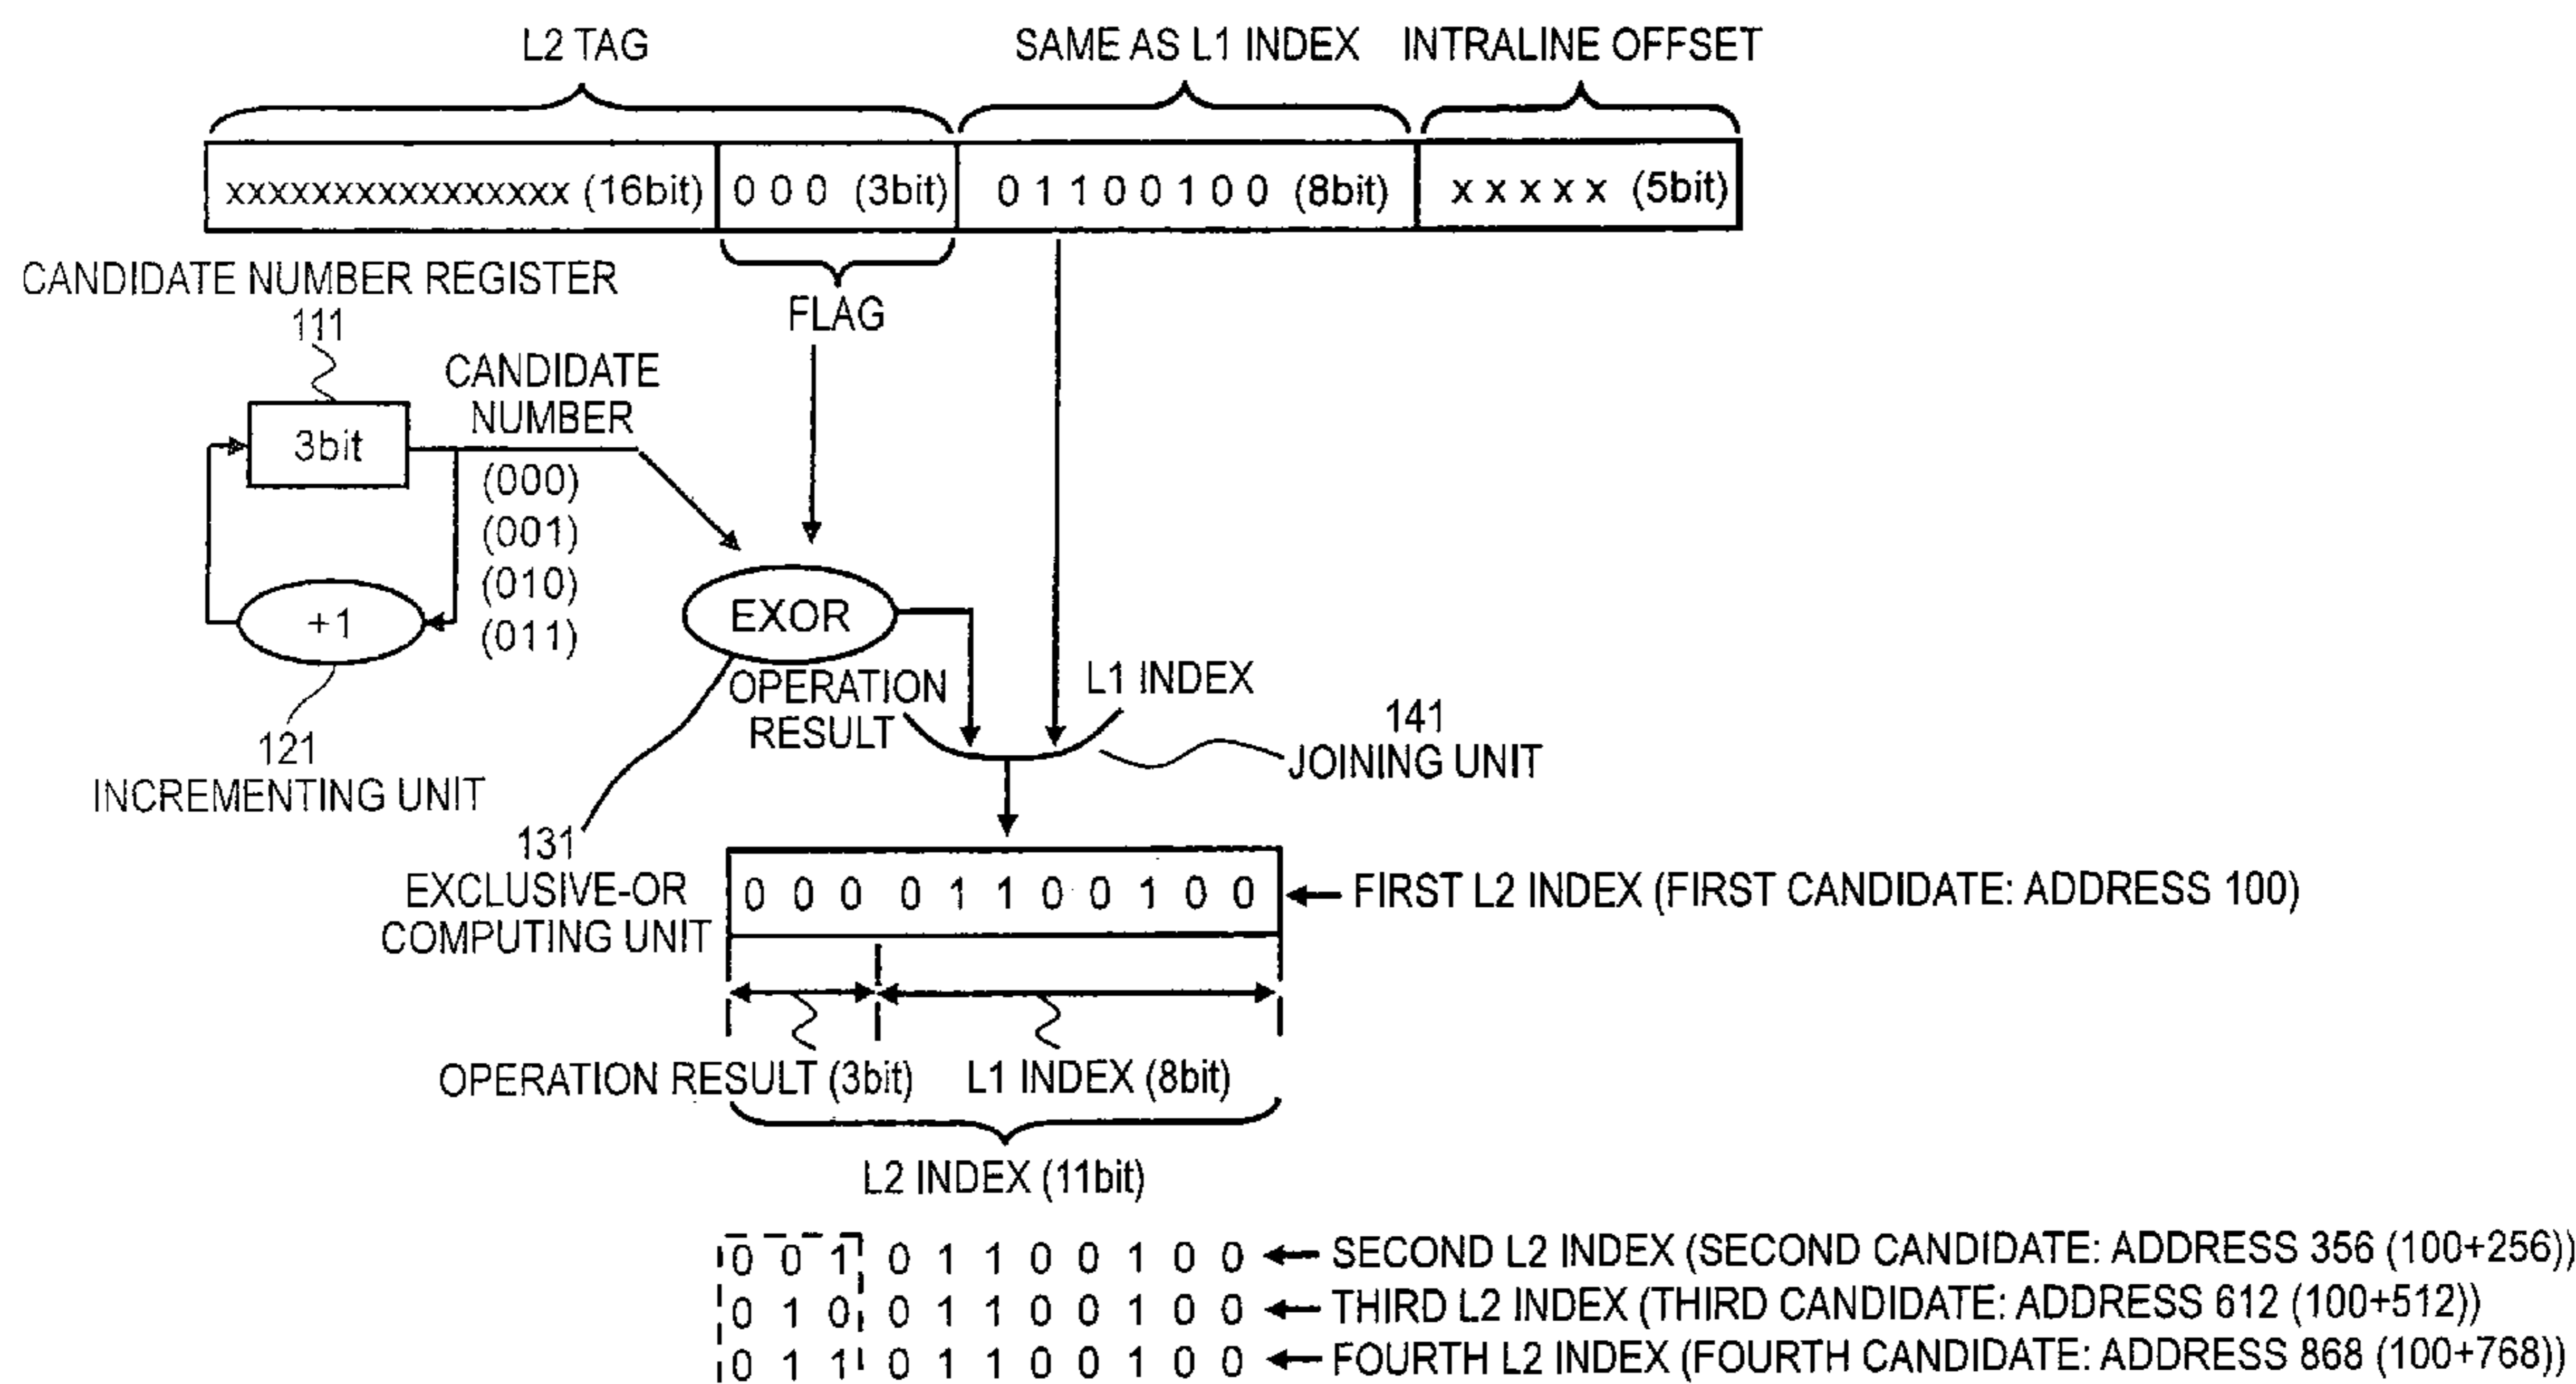 L2 TAG
SAME AS L1 INDEX
INTRALINE OFFSET
xxxxxxxxxxxxxxxx (16bit)
0 0 0 (3bit)
0 1 1 0 0 1 0 0 (8bit)
x x x x x (5bit)
CANDIDATE NUMBER REGISTER
111
FLAG
CANDIDATE
NUMBER
3bit
(000)
(001)
(010)
(011)
+1
EXOR
121
INCREMENTING UNIT
OPERATION
RESULT
L1 INDEX
141
JOINING UNIT
131
EXCLUSIVE-OR
COMPUTING UNIT
0 0 0 0 1 1 0 0 1 0 0
FIRST L2 INDEX (FIRST CANDIDATE: ADDRESS 100)
OPERATION RESULT (3bit)
L1 INDEX (8bit)
L2 INDEX (11bit)
0 0 1 0 1 1 0 0 1 0 0 SECOND L2 INDEX (SECOND CANDIDATE: ADDRESS 356 (100+256))
0 1 0 0 1 1 0 0 1 0 0 THIRD L2 INDEX (THIRD CANDIDATE: ADDRESS 612 (100+512))
0 1 1 0 1 1 0 0 1 0 0 FOURTH L2 INDEX (FOURTH CANDIDATE: ADDRESS 868 (100+768))